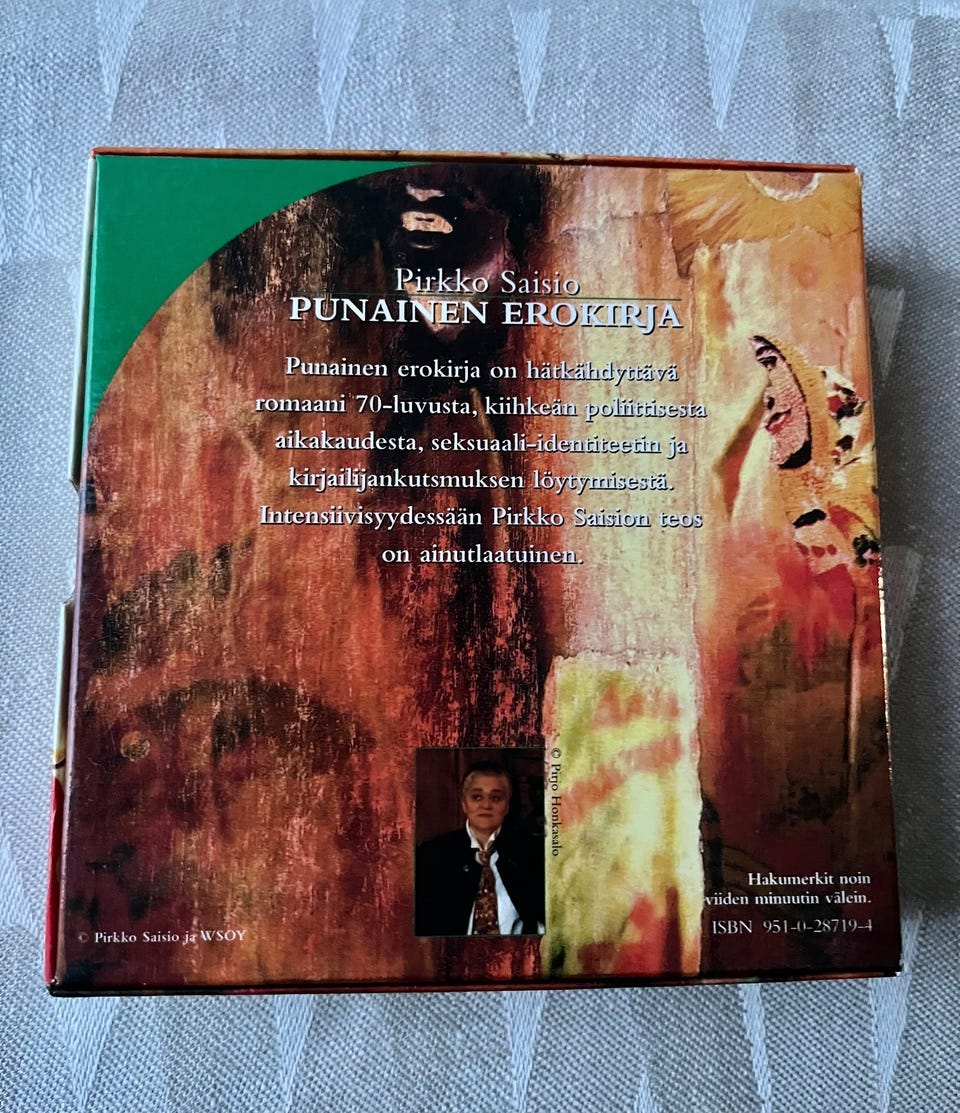 Pirkko Saisio
PUNAINEN EROKIRJA
Punainen erokirja on hätkähdyttävä
romaani 70-luvusta, kiihkeän poliittisesta
aikakaudesta, seksuaali-identiteetin ja
kirjailijankutsmuksen löytymisestä.
Intensiivisyydessään Pirkko Saision teos
on ainutlaatuinen.
© Pirjo Honkasalo
Hakumerkit noin
viiden minuutin välein.
ISBN 951-0-28719-4
© Pirkko Saisio ja WSOY